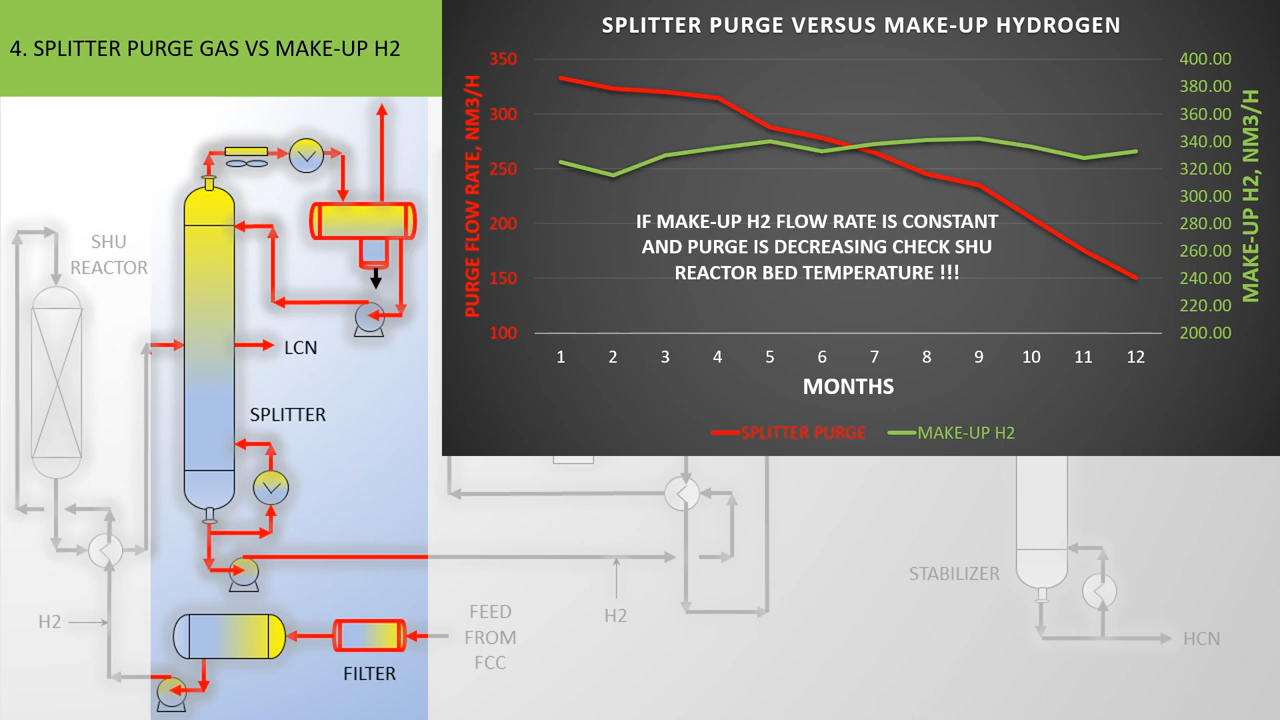 4. SPLITTER PURGE GAS VS MAKE-UP H2
SPLITTER PURGE VERSUS MAKE-UP HYDROGEN
PURGE FLOW RATE, NM3/H
350
300
250
200
150
100
400.00
380.00
360.00
340.00
320.00
300.00
280.00
260.00
240.00
220.00
200.00
MAKE-UP H2, NM3/H
IF MAKE-UP H2 FLOW RATE IS CONSTANT
AND PURGE IS DECREASING CHECK SHU
REACTOR BED TEMPERATURE !!!
1 2 3 4 5 6 7 8 9 10 11 12
MONTHS
SPLITTER PURGE
MAKE-UP H2
SHU
REACTOR
LCN
SPLITTER
H2
FILTER
FEED
FROM
FCC
H2
STABILIZER
HCN